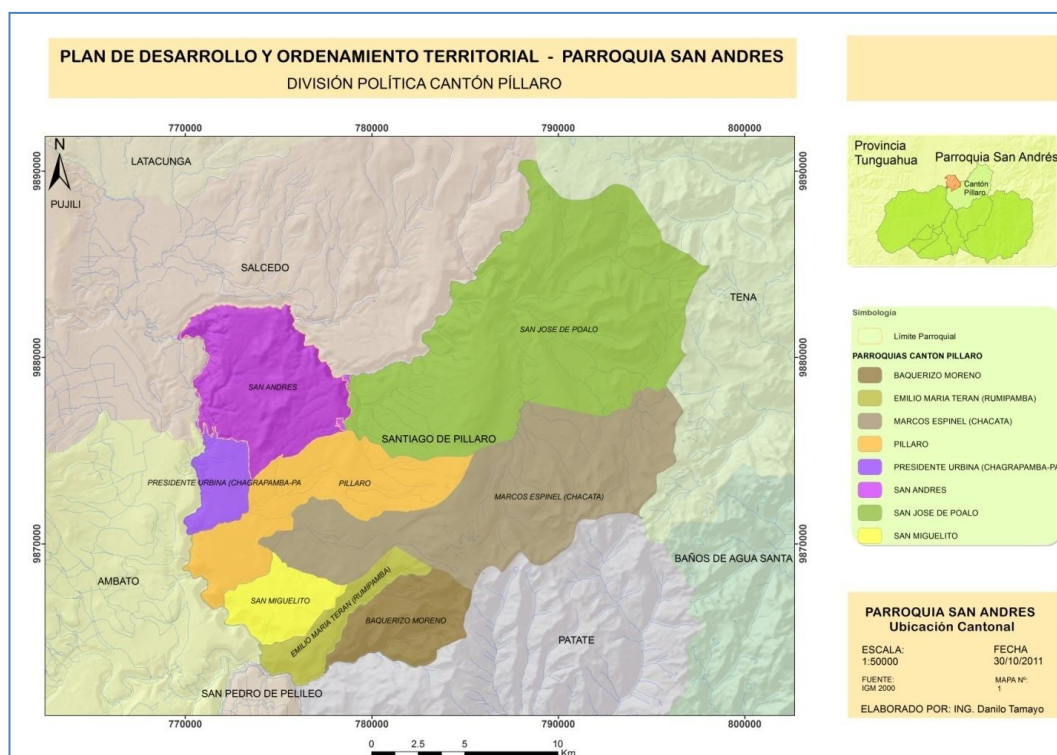 PLAN DE DESARROLLO Y ORDENAMIENTO TERRITORIAL - PARROQUIA SAN ANDRES
DIVISIÓN POLÍTICA CANTÓN PÍLLARO
770000
780000
790000
800000
9890000
9880000
9870000
N
LATACUNGA
PUJILI
SALCEDO
TENA
SAN JOSE DE POALO
SAN ANDRES
SANTIAGO DE PILLARO
PRESIDENTE URBINA (CHAGRAPAMBA-PA
PILLARO
MARCOS ESPINEL (CHACATA)
AMBATO
BAÑOS DE AGUA SANTA
SAN MIGUELITO
EMILIO MARIA TERAN (RUMIPAMBA)
BAQUERIZO MORENO
PATATE
SAN PEDRO DE PELILEO
9890000
9880000
9870000
770000
780000
790000
800000
0 2.5 5 10
Km
Provincia
Tunguahua
Parroquia San Andrés
Cantón
Píllaro
Simbología
Límite Parroquial
PARROQUIAS CANTON PILLARO
BAQUERIZO MORENO
EMILIO MARIA TERAN (RUMIPAMBA)
MARCOS ESPINEL (CHACATA)
PILLARO
PRESIDENTE URBINA (CHAGRAPAMBA-PA
SAN ANDRES
SAN JOSE DE POALO
SAN MIGUELITO
PARROQUIA SAN ANDRES
Ubicación Cantonal
ESCALA:
1:50000
FECHA
30/10/2011
FUENTE:
IGM 2000
MAPA Nº:
1
ELABORADO POR: ING. Danilo Tamayo